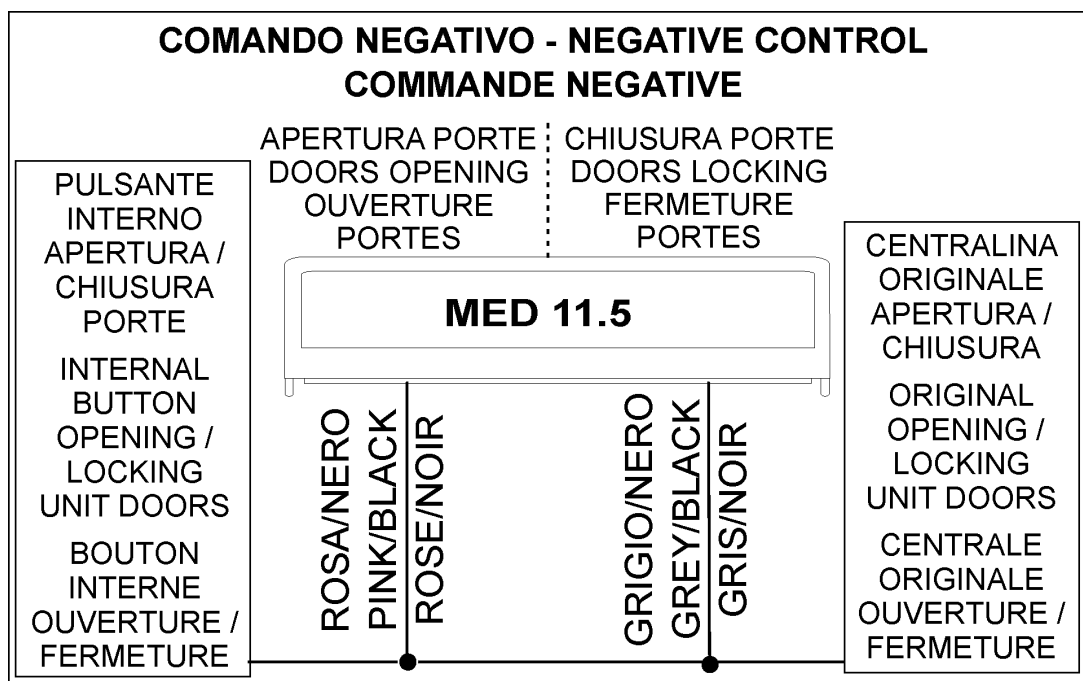 COMANDO NEGATIVO - NEGATIVE CONTROL
COMMANDE NEGATIVE
APERTURA PORTE
DOORS OPENING
OUVERTURE
PORTES
CHIUSURA PORTE
DOORS LOCKING
FERMETURE
PORTES
PULSANTE
INTERNO
APERTURA /
CHIUSURA
PORTE
INTERNAL
BUTTON
OPENING /
LOCKING
UNIT DOORS
BOUTON
INTERNE
OUVERTURE /
FERMETURE
MED 11.5
ROSA/NERO
PINK/BLACK
ROSE/NOIR
GRIGIO/NERO
GREY/BLACK
GRIS/NOIR
CENTRALINA
ORIGINALE
APERTURA /
CHIUSURA
ORIGINAL
OPENING /
LOCKING
UNIT DOORS
CENTRALE
ORIGINALE
OUVERTURE /
FERMETURE